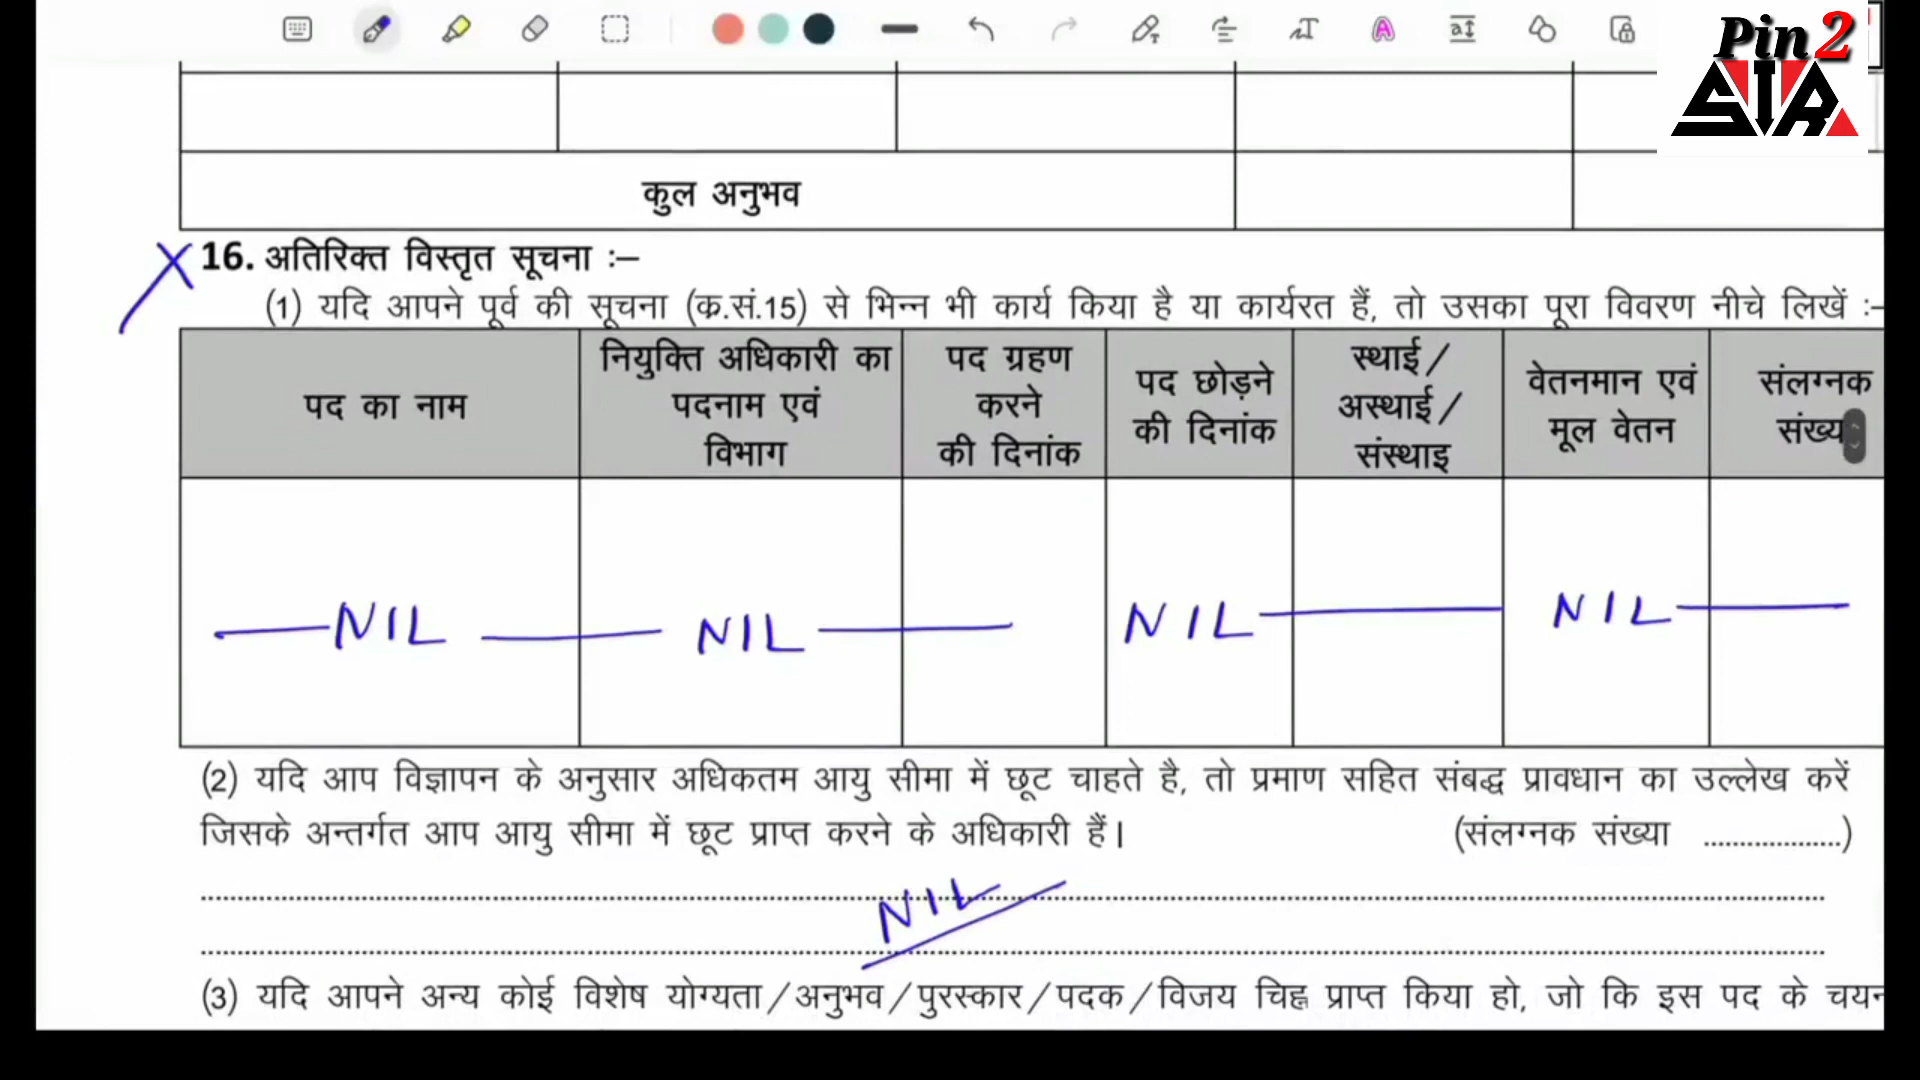 Pin2
STAR
कुल अनुभव
16. अतिरिक्त विस्तृत सूचना :–
(1) यदि आपने पूर्व की सूचना (क्र.सं.15) से भिन्न भी कार्य किया है या कार्यरत हैं, तो उसका पूरा विवरण नीचे लिखें :–
पद का नाम
नियुक्ति अधिकारी का
पदनाम एवं
विभाग
पद ग्रहण
करने
की दिनांक
पद छोड़ने
की दिनांक
स्थाई/
अस्थाई/
संस्थाइ
वेतनमान एवं
मूल वेतन
संलग्नक
NIL NIL NIL NIL
(2) यदि आप विज्ञापन के अनुसार अधिकतम आयु सीमा में छूट चाहते है, तो प्रमाण सहित संबद्ध प्रावधान का उल्लेख करें
जिसके अन्तर्गत आप आयु सीमा में छूट प्राप्त करने के अधिकारी हैं। (संलग्नक संख्या ...................)
NIL
(3) यदि आपने अन्य कोई विशेष योग्यता/अनुभव/पुरस्कार/पदक/विजय चिह्न प्राप्त किया हो, जो कि इस पद के